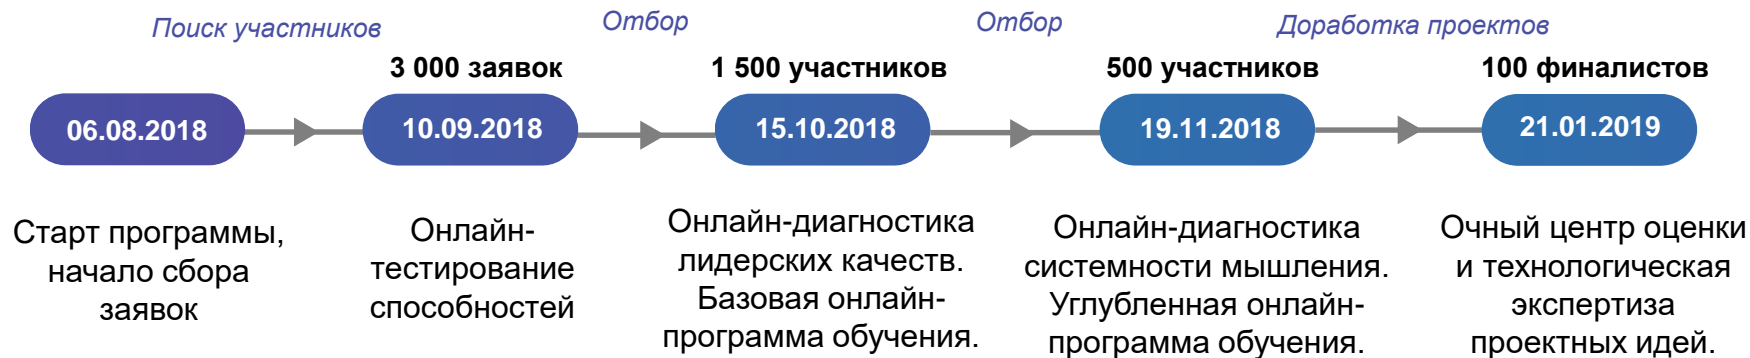 Поиск участников
Отбор
Отбор
Доработка проектов
3 000 заявок
1 500 участников
500 участников
100 финалистов
06.08.2018
10.09.2018
15.10.2018
19.11.2018
21.01.2019
Старт программы,
начало сбора
заявок
Онлайн-
тестирование
способностей
Онлайн-диагностика
лидерских качеств.
Базовая онлайн-
программа обучения.
Онлайн-диагностика
системности мышления.
Углубленная онлайн-
программа обучения.
Очный центр оценки
и технологическая
экспертиза
проектных идей.